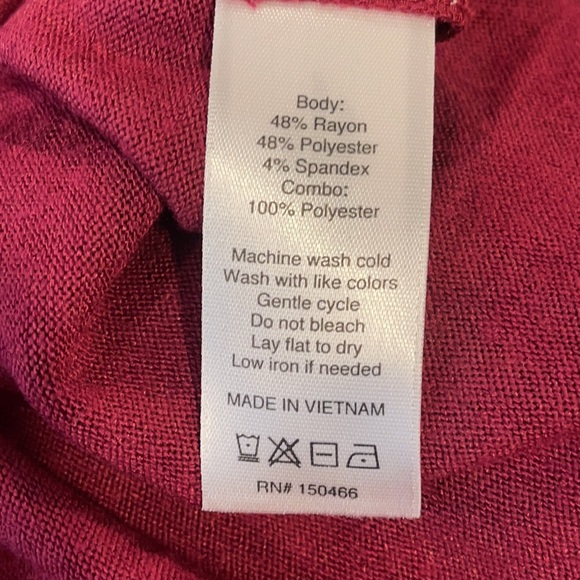 Body:
48% Rayon
48% Polyester
4% Spandex
Combo:
100% Polyester
Machine wash cold
Wash with like colors
Gentle cycle
Do not bleach
Lay flat to dry
Low iron if needed
MADE IN VIETNAM
RN# 150466